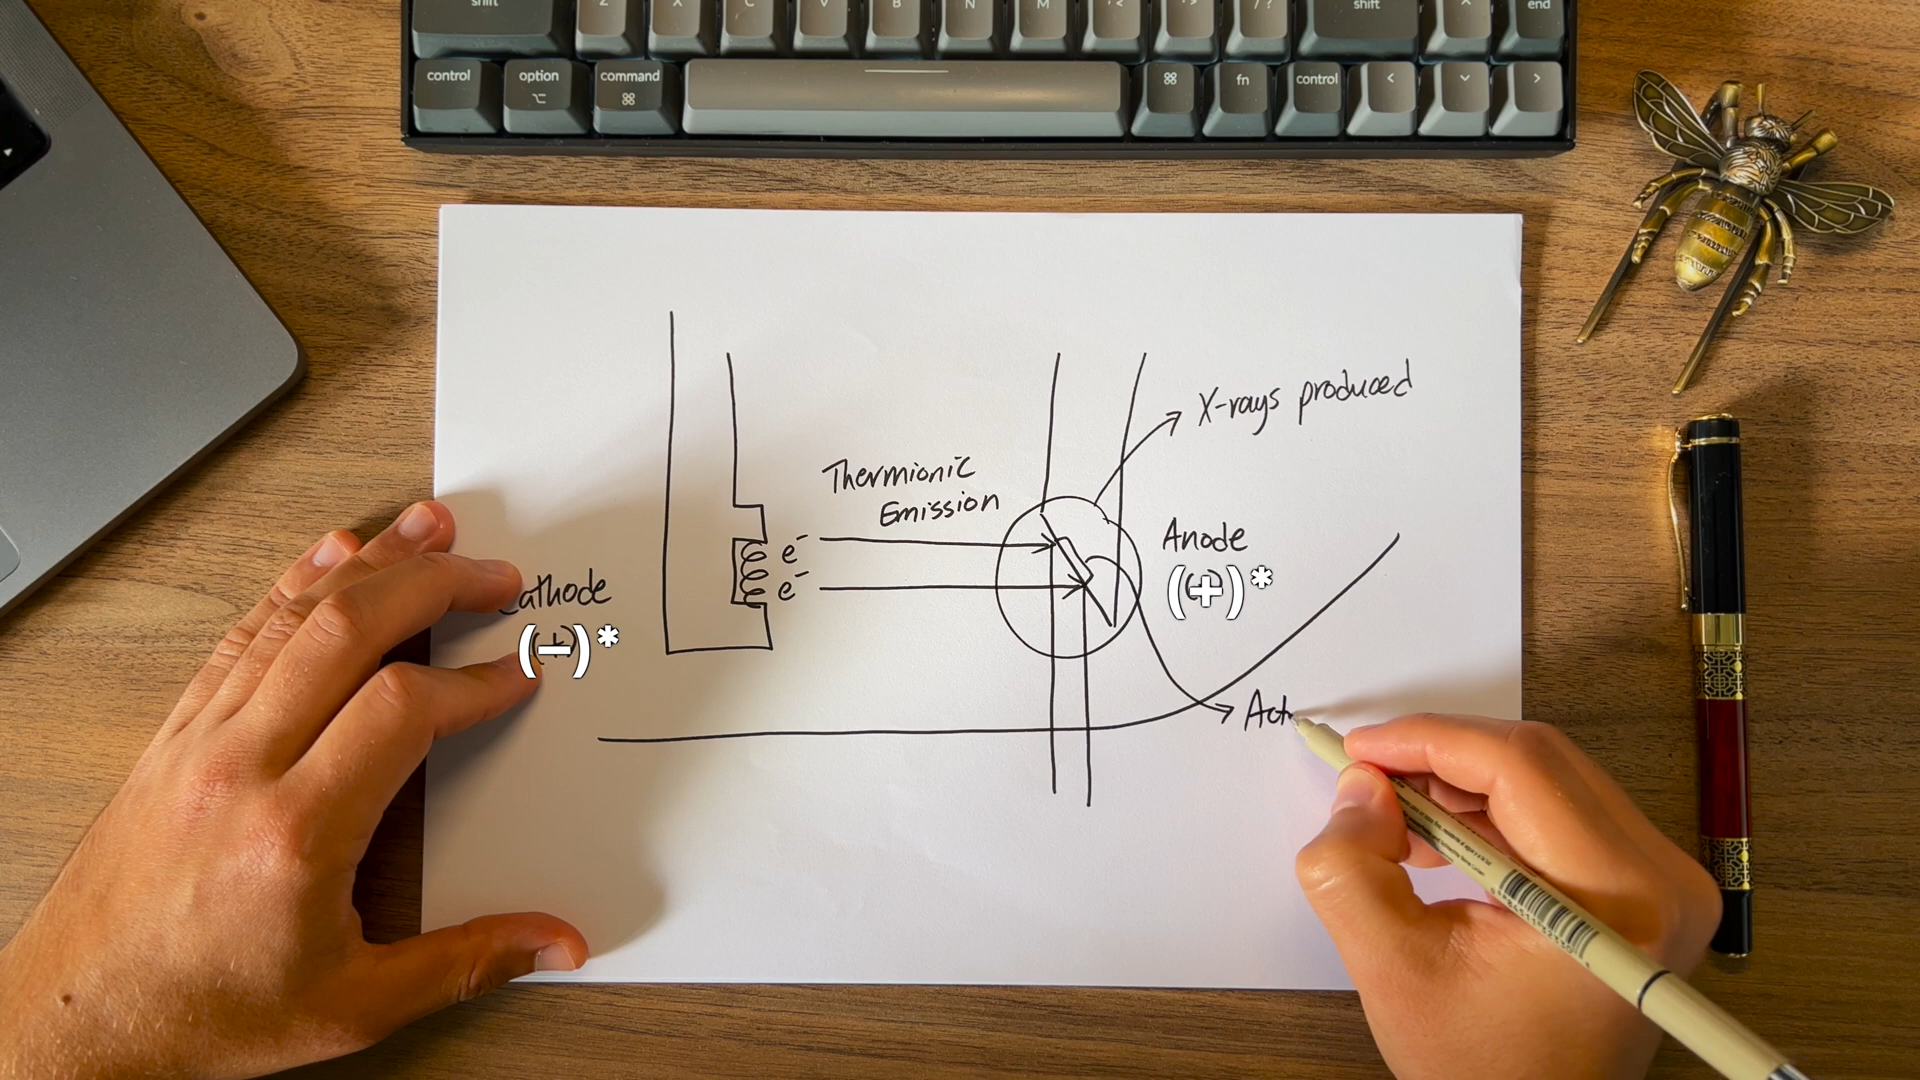 shift
Z X C V B N M
shift
end
control
option
command
fn
control
X-rays produced
Thermionic
Emission
Anode
(+)*
e⁻
e⁻
Cathode
(−)*
Act